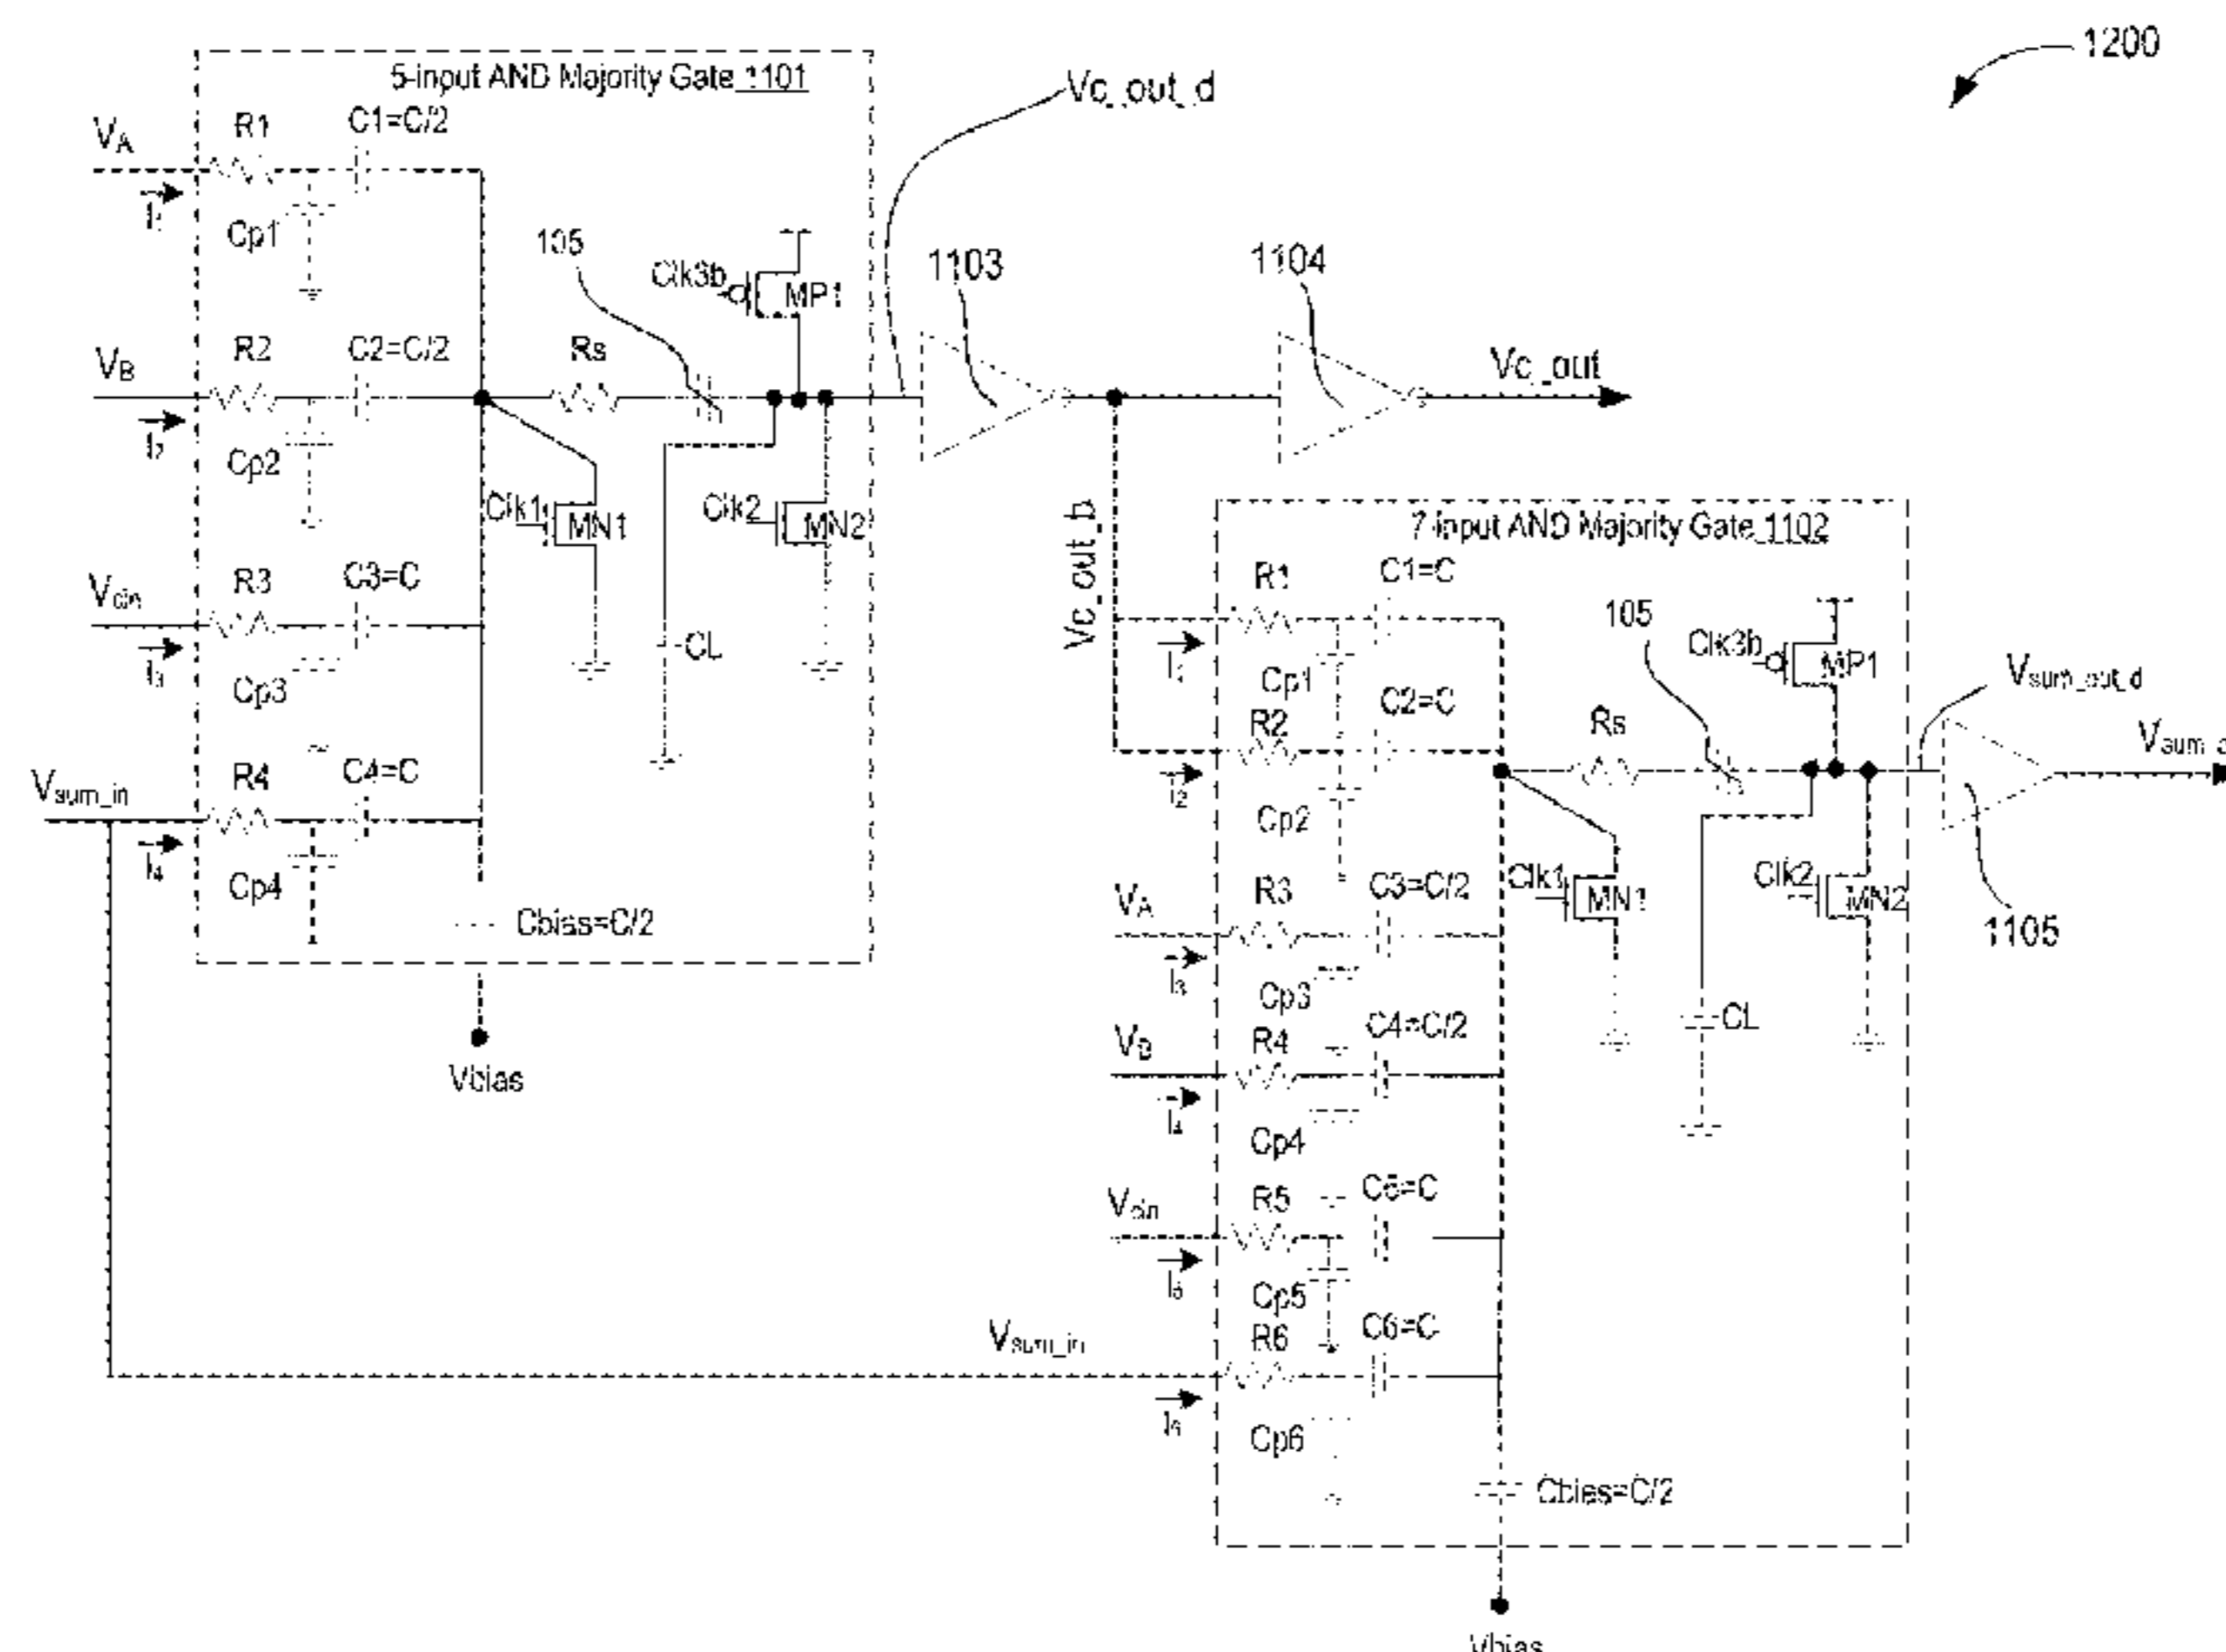 1200
5-input AND Majority Gate 1101
Vc_out_d
VA
R1
C1=C/2
I1
Cp1
105
Clk3b
MP1
1103
1104
VB
R2
C2=C/2
Rs
Vc_out
I2
Cp2
Clk1
MN1
Clk2
MN2
Vcin
R3
C3=C
I3
Cp3
CL
Vc_out_b
Vsum_in
R4
C4=C
I4
Cp4
Cbias=C/2
Vbias
7-input AND Majority Gate 1102
R1
C1=C
I1
Cp1
105
Clk3b
MP1
Vsum_out_d
R2
C2=C
Rs
I2
Cp2
VA
R3
C3=C/2
Clk1
MN1
Clk2
MN2
1105
I3
Cp3
CL
VB
R4
C4=C/2
I4
Cp4
Vcin
R5
C5=C
I5
Cp5
Vsum_in
R6
C6=C
I6
Cp6
Cbias=C/2
Vbias